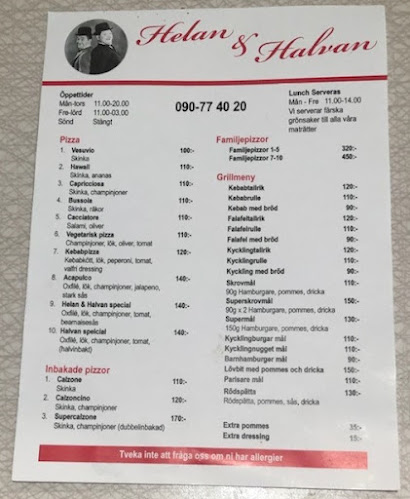 Helan & Halvan
Öppettider
Mån-tors 11.00-20.00
Fre-lörd 11.00-03.00
Sönd Stängt
090-77 40 20
Lunch Serveras
Mån - Fre 11.00-14.00
Vi serverar färska
grönsaker till alla våra
maträtter
Pizza
1. Vesuvio 100:-
Skinka
2. Hawaii 110:-
Skinka, ananas
3. Capricciosa 110:-
Skinka, champinjoner
4. Bussola 110:-
Skinka, räkor
5. Cacciatore 110:-
Salami, oliver
6. Vegetarisk pizza 110:-
Champinjoner, lök, oliver, tomat
7. Kebabpizza 120:-
Kebabkött, lök, peperoni, tomat,
valfri dressing
8. Acapulco 140:-
Oxfilé, lök, champinjoner, jalapeno,
stark sås
9. Helan & Halvan special 140:-
Oxfilé, lök, champinjoner, tomat,
bearnaisesås
10. Halvan speicial 140:-
Oxfilé, lök, champinjoner, tomat,
(halvinbakt)
Inbakade pizzor
1. Calzone 110:-
Skinka
2. Calzoncino 120:-
Skinka, champinjoner
3. Supercalzone 170:-
Skinka, champinjoner (dubbelinbakad)
Familjepizzor
Familjepizzor 1-5 320:-
Familjepizzor 7-10 450:-
Grillmeny
Kebabtallrik 120:-
Kebabrulle 110:-
Kebab med bröd 90:-
Falafeltallrik 120:-
Falafelrulle 110:-
Falafel med bröd 90:-
Kycklingtallrik 120:-
Kycklingrulle 110:-
Kyckling med bröd 90:-
Skrovmål 110:-
90g Hamburgare, pommes, dricka
Superskrovmål 150:-
90g x 2 Hamburgare, pommes, dricka
Supermål 130:-
150g Hamburgare, pommes, dricka
Kycklingburgar mål 110:-
Kycklingnugget mål 110:-
Barnhamburger mål 90:-
Lövbit med pommes och dricka 150:-
Parisare mål 110:-
Rödspätta 130:-
Rödspätta, pommes, sås, dricka
Extra pommes 35:-
Extra dressing 15:-
Tveka inte att fråga oss om ni har allergier